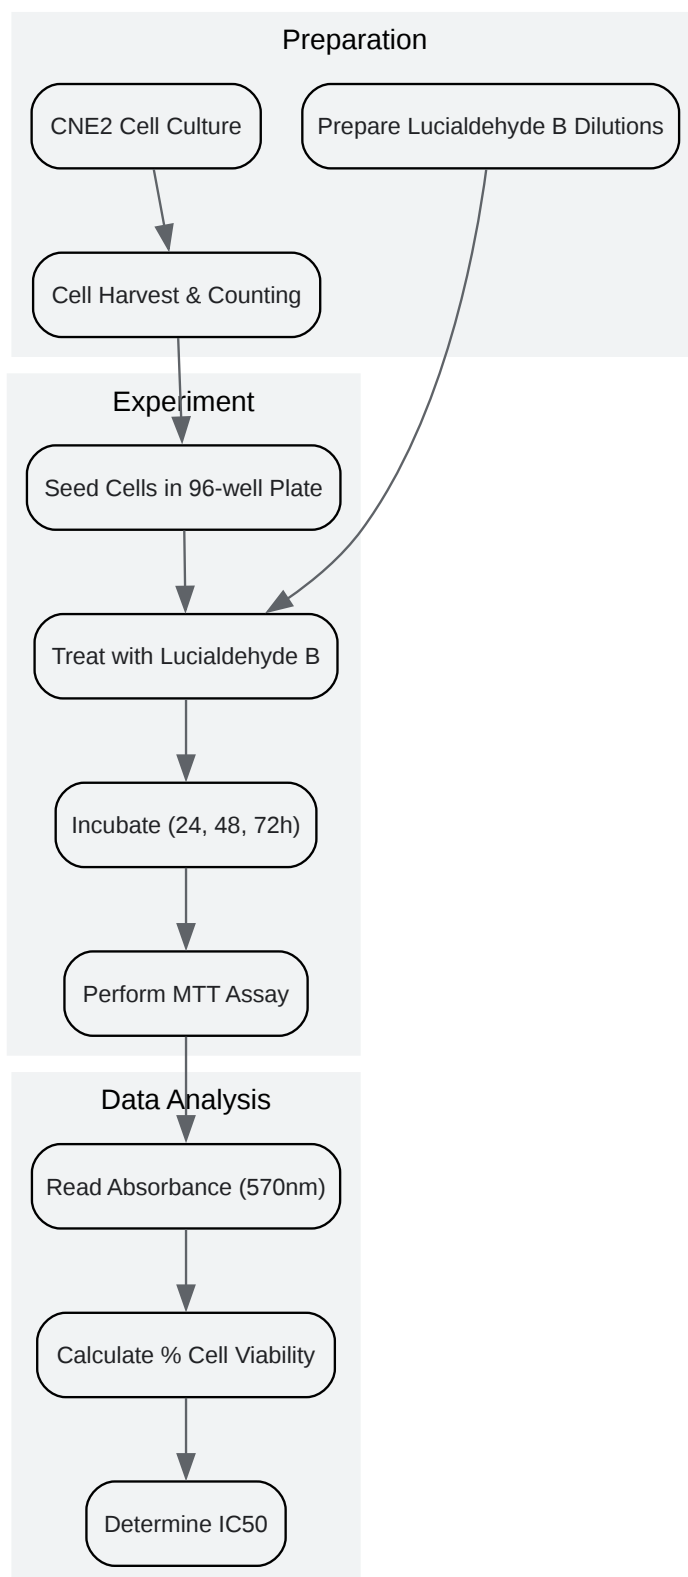 Preparation
CNE2 Cell Culture
Prepare Lucialdehyde B Dilutions
Cell Harvest & Counting
Experiment
Seed Cells in 96-well Plate
Treat with Lucialdehyde B
Incubate (24, 48, 72h)
Perform MTT Assay
Data Analysis
Read Absorbance (570nm)
Calculate % Cell Viability
Determine IC50